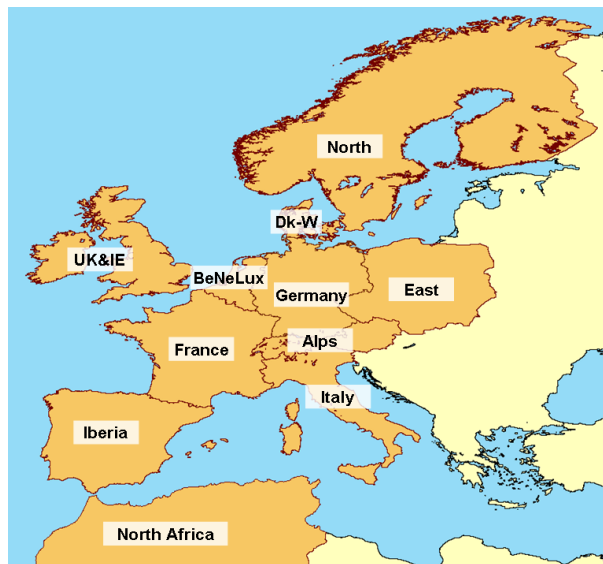 North
Dk-W
UK&IE
BeNeLux
Germany
East
Alps
France
Italy
Iberia
North Africa